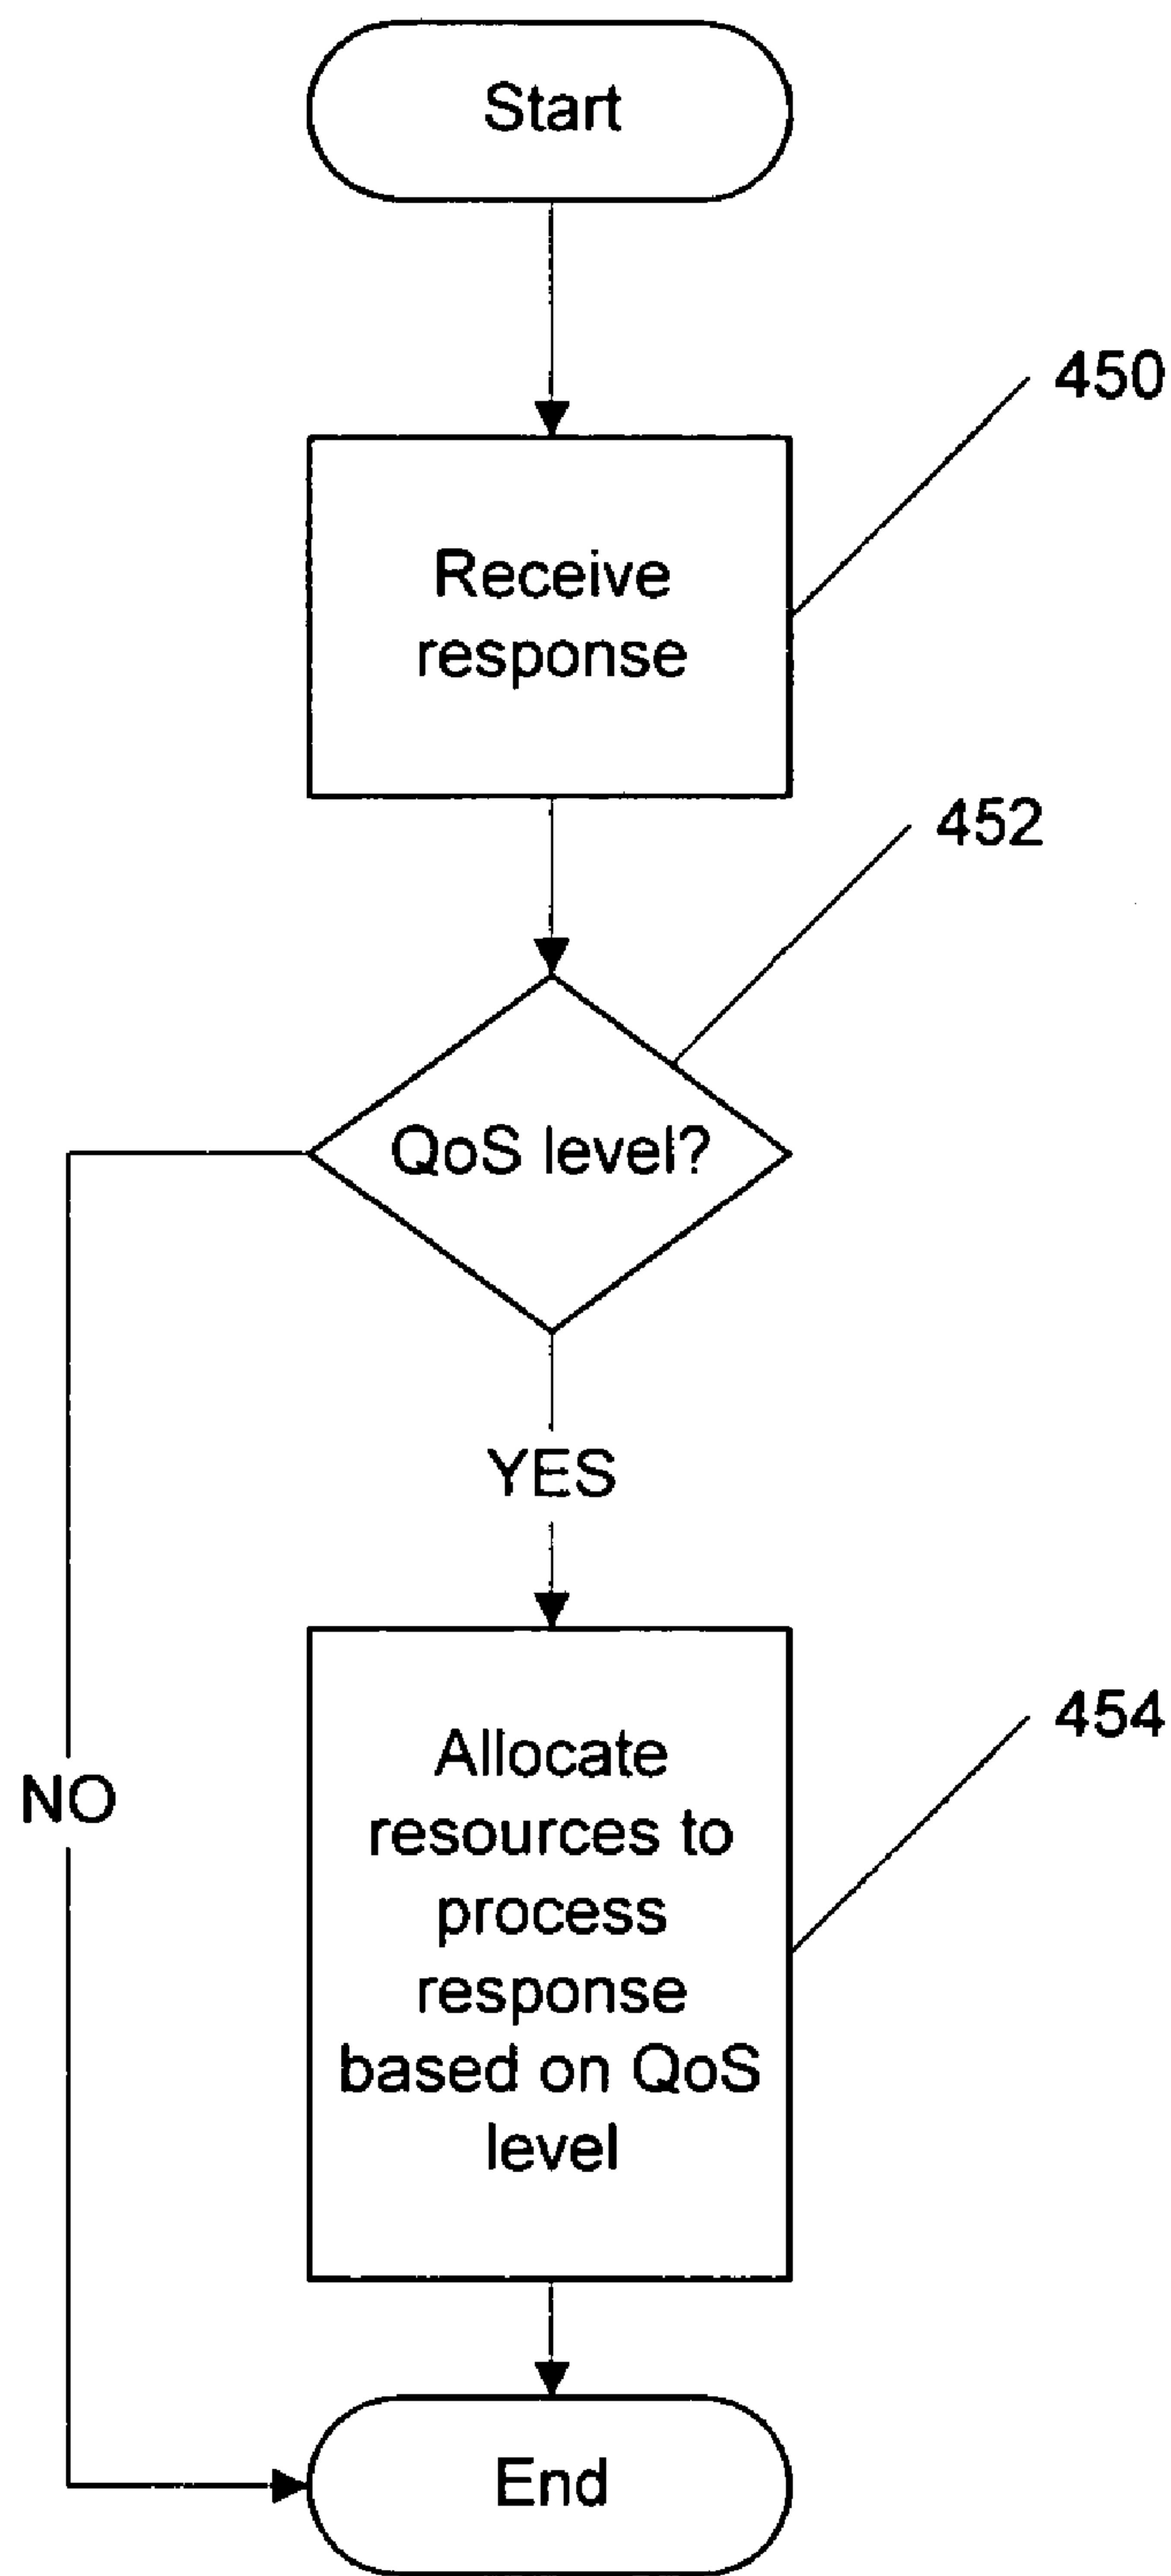 Start
450
Receive
response
452
QoS level?
YES
454
Allocate
resources to
process
response
based on QoS
level
NO
End